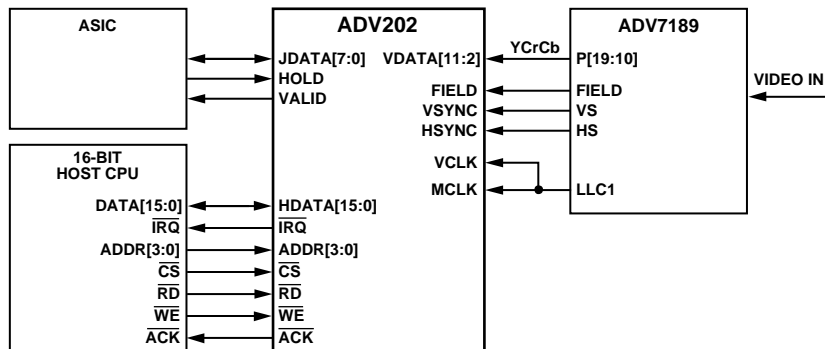 ASIC
ADV202
ADV7189
JDATA[7:0]
HOLD
VALID
VDATA[11:2]
YCrCb
P[19:10]
FIELD
FIELD
VSYNC
VS
HSYNC
HS
VIDEO IN
VCLK
MCLK
LLC1
16-BIT
HOST CPU
DATA[15:0]
HDATA[15:0]
IRQ
IRQ
ADDR[3:0]
ADDR[3:0]
CS
CS
RD
RD
WE
WE
ACK
ACK